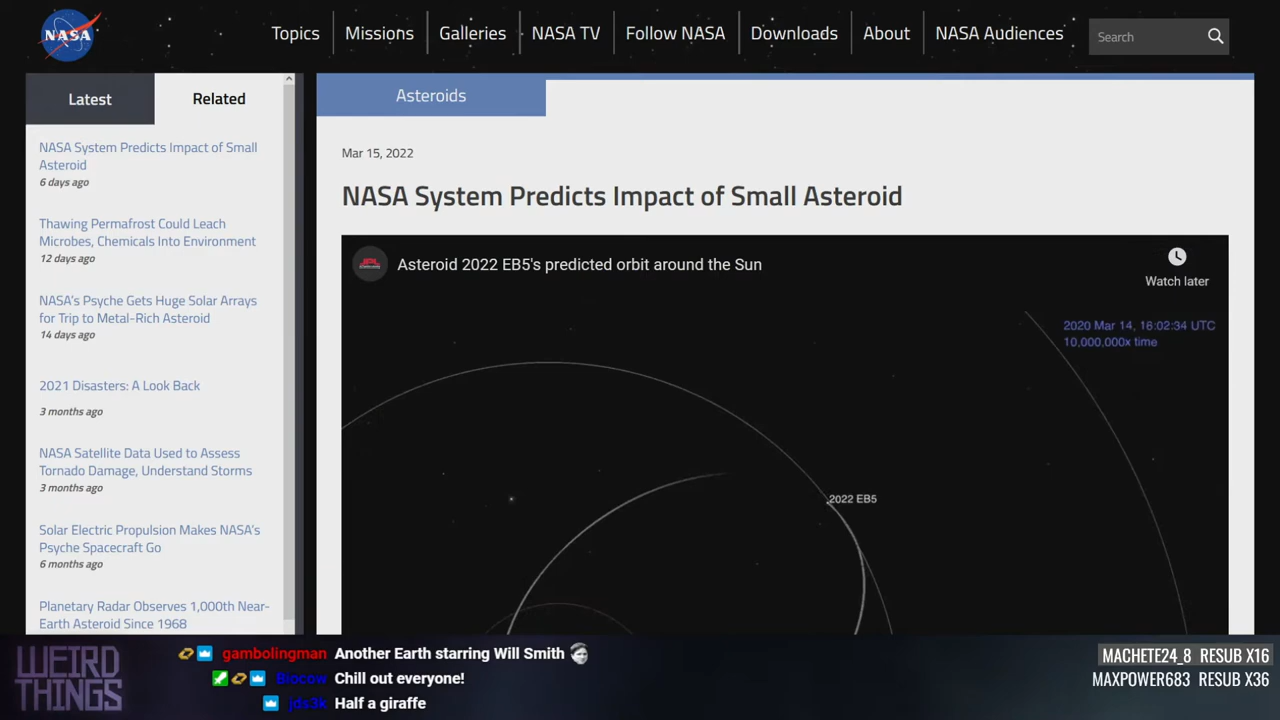 NASA
Topics
Missions
Galleries
NASA TV
Follow NASA
Downloads
About
NASA Audiences
Search
Latest
Related
NASA System Predicts Impact of Small
Asteroid
6 days ago
Thawing Permafrost Could Leach
Microbes, Chemicals Into Environment
12 days ago
NASA's Psyche Gets Huge Solar Arrays
for Trip to Metal-Rich Asteroid
14 days ago
2021 Disasters: A Look Back
3 months ago
NASA Satellite Data Used to Assess
Tornado Damage, Understand Storms
3 months ago
Solar Electric Propulsion Makes NASA's
Psyche Spacecraft Go
6 months ago
Planetary Radar Observes 1,000th Near-
Earth Asteroid Since 1968
Asteroids
Mar 15, 2022
NASA System Predicts Impact of Small Asteroid
Asteroid 2022 EB5's predicted orbit around the Sun
Watch later
2020 Mar 14, 16:02:34 UTC
10,000,000x time
2022 EB5
WEIRD
THINGS
gambolingman Another Earth starring Will Smith
Biocow Chill out everyone!
jds3k Half a giraffe
MACHETE24_8 RESUB X16
MAXPOWER683 RESUB X36